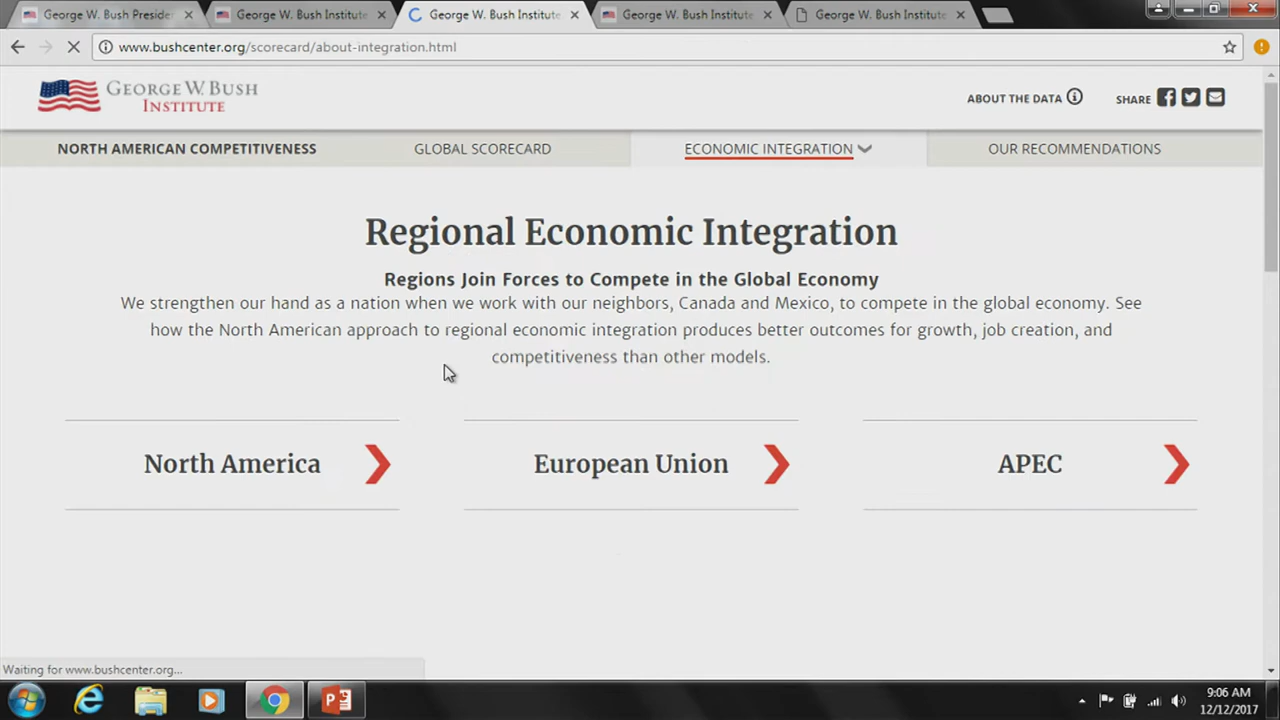 George W. Bush Preside
George W. Bush Institute
George W. Bush Institute
George W. Bush Institute
George W. Bush Institute
www.bushcenter.org/scorecard/about-integration.html
GEORGE W. BUSH
INSTITUTE
ABOUT THE DATA
SHARE
NORTH AMERICAN COMPETITIVENESS
GLOBAL SCORECARD
ECONOMIC INTEGRATION
OUR RECOMMENDATIONS
Regional Economic Integration
Regions Join Forces to Compete in the Global Economy
We strengthen our hand as a nation when we work with our neighbors, Canada and Mexico, to compete in the global economy. See
how the North American approach to regional economic integration produces better outcomes for growth, job creation, and
competitiveness than other models.
North America
European Union
APEC
Waiting for www.bushcenter.org...
9:06 AM
12/12/2017